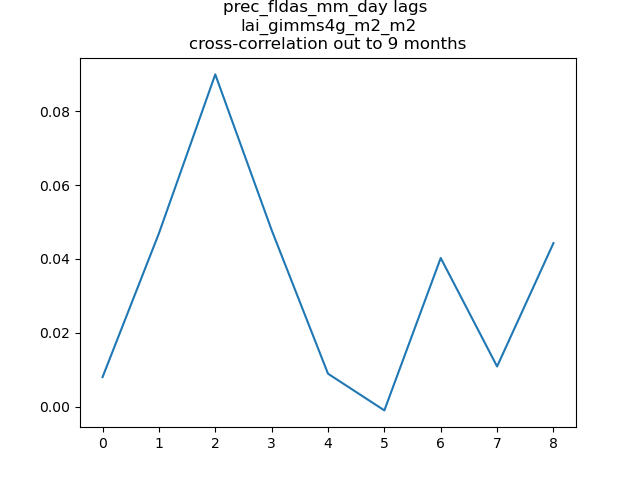 prec_fldas_mm_day lags
lai_gimms4g_m2_m2
cross-correlation out to 9 months
0.08
0.06
0.04
0.02
0.00
0 1 2 3 4 5 6 7 8